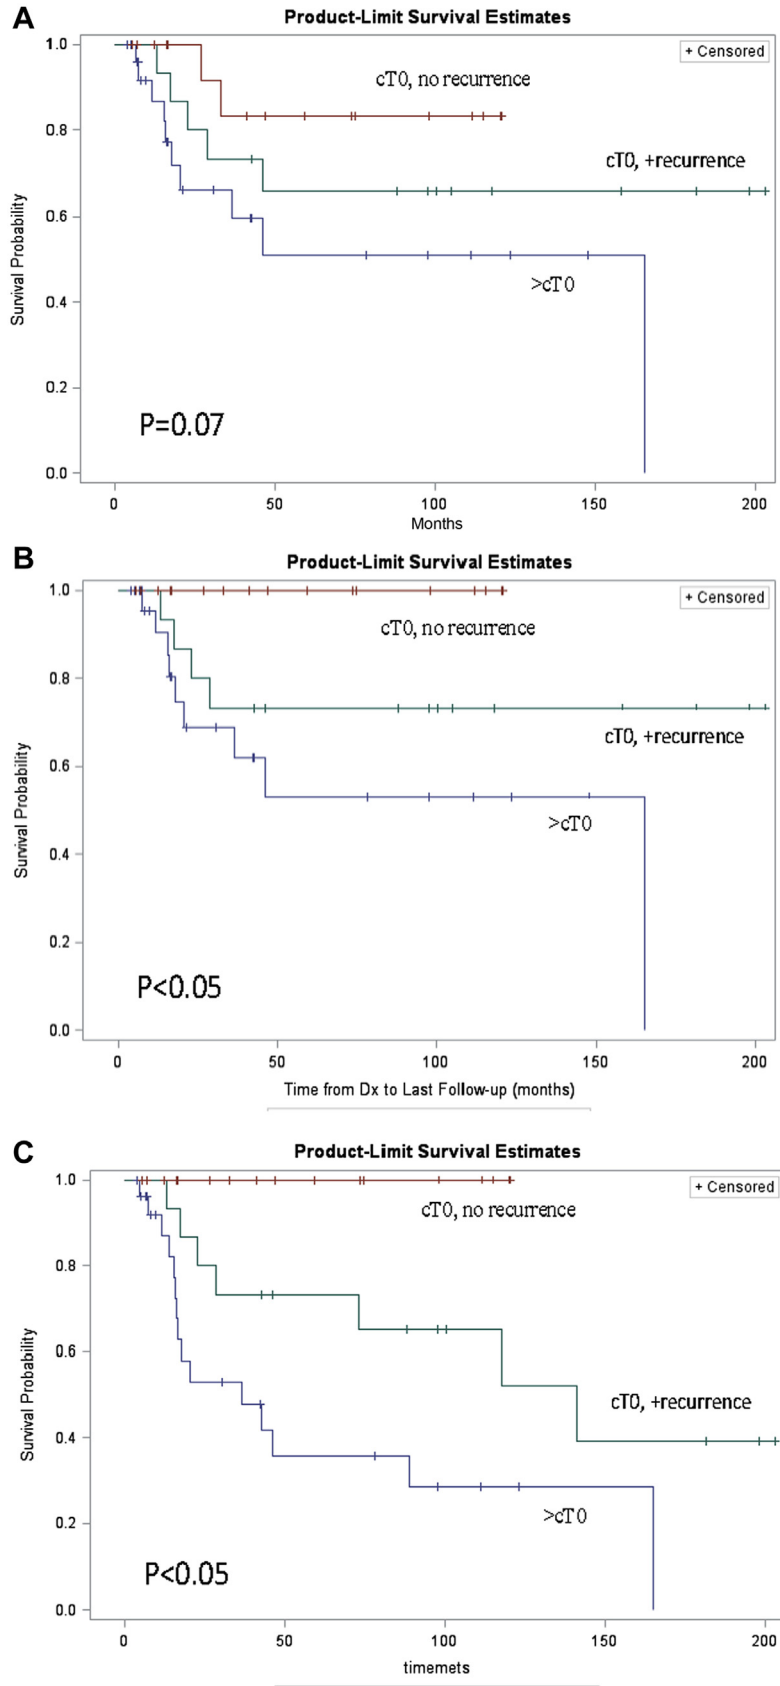 A
Product-Limit Survival Estimates
+ Censored
1.0
cT0, no recurrence
0.8
cT0, +recurrence
0.6
Survival Probability
0.4
>cT0
0.2
P=0.07
0.0
0 50 100 150 200
Months
B
Product-Limit Survival Estimates
+ Censored
1.0
cT0, no recurrence
0.8
cT0, +recurrence
0.6
Survival Probability
>cT0
0.4
0.2
P<0.05
0.0
0 50 100 150 200
Time from Dx to Last Follow-up (months)
C
Product-Limit Survival Estimates
+ Censored
1.0
cT0, no recurrence
0.8
0.6
Survival Probability
cT0, +recurrence
0.4
>cT0
0.2
P<0.05
0.0
0 50 100 150 200
timemets